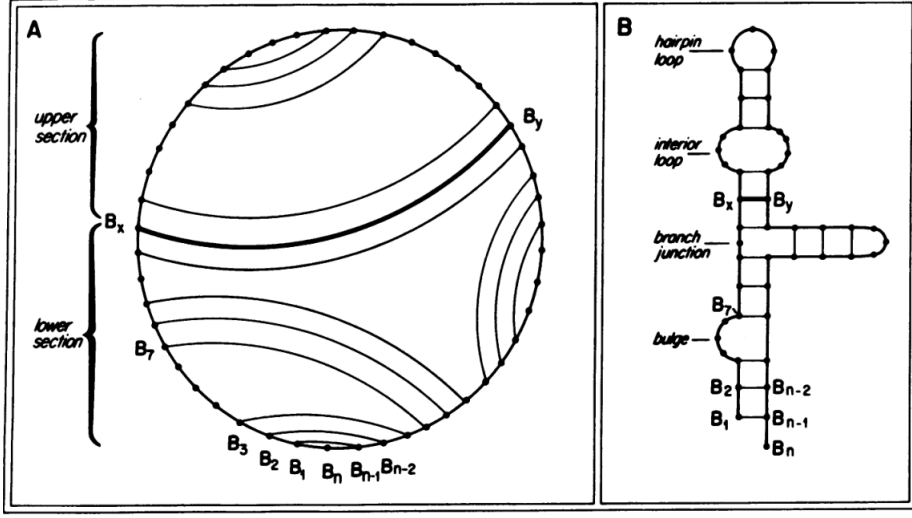 A
upper
section
By
Bx
lower
section
B7
B3
B2
B1
Bn
Bn-1
Bn-2
B
hairpin
loop
interior
loop
Bx
By
branch
junction
B7
bulge
B2
Bn-2
B1
Bn-1
Bn